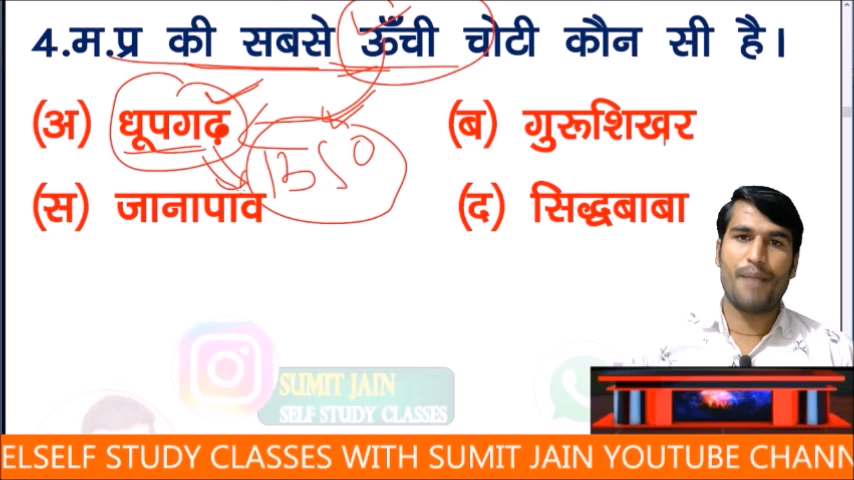 4.म.प्र की सबसे ऊँची चोटी कौन सी है।
(अ) धूपगढ़ (ब) गुरूशिखर
1350
(स) जानापाव (द) सिद्धबाबा
SUMIT JAIN
SELF STUDY CLASSES
ELSELF STUDY CLASSES WITH SUMIT JAIN YOUTUBE CHANN